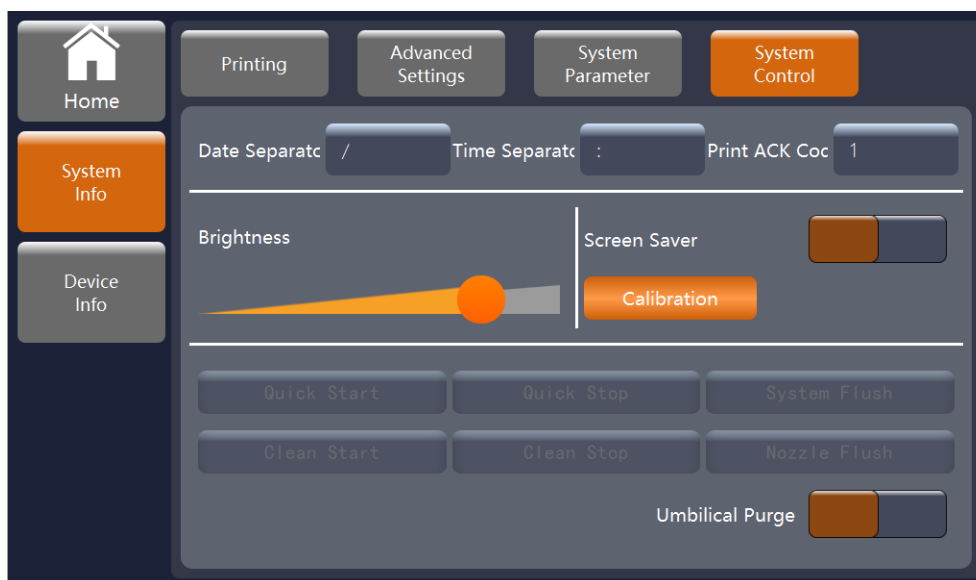 Home
System
Info
Device
Info
Printing
Advanced
Settings
System
Parameter
System
Control
Date Separatc /
Time Separatc :
Print ACK Coc 1
Brightness
Screen Saver
Calibration
Quick Start
Quick Stop
System Flush
Clean Start
Clean Stop
Nozzle Flush
Umbilical Purge